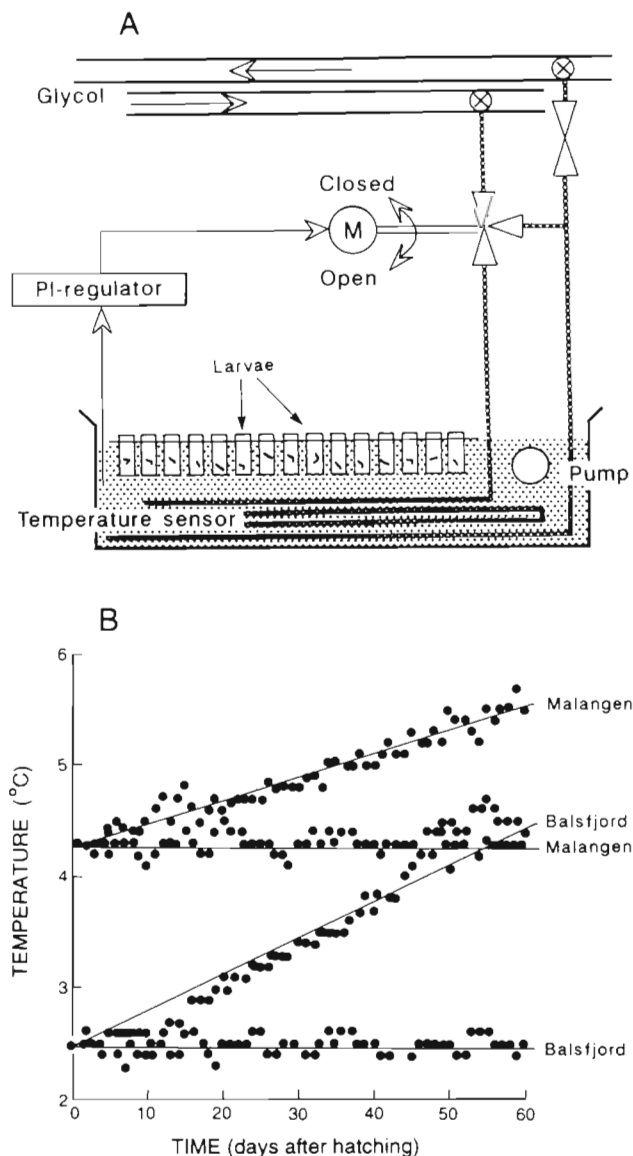 A
Glycol
Closed
M
Open
PI-regulator
Larvae
Pump
Temperature sensor
B
6
5
4
3
2
TEMPERATURE (°C)
Malangen
Balsfjord
Malangen
Balsfjord
0 10 20 30 40 50 60
TIME (days after hatching)